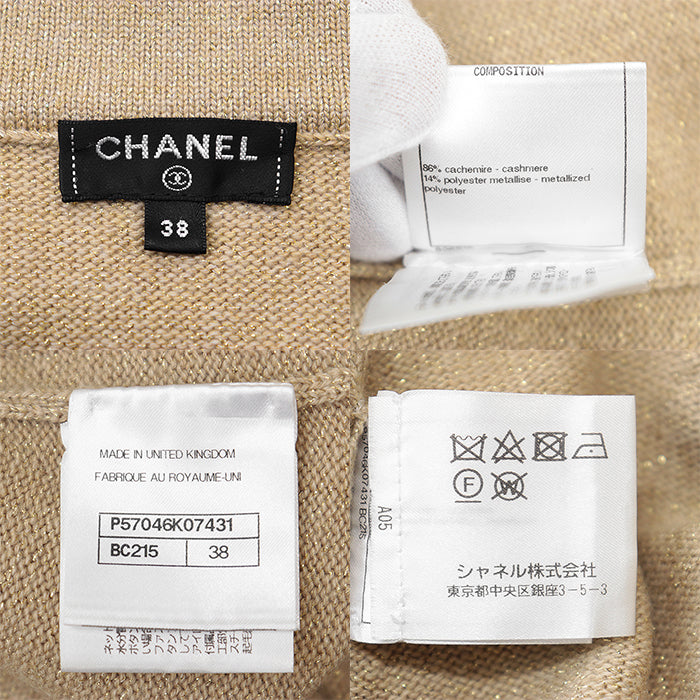 CHANEL
38
COMPOSITION
86% cachemire - cashmere
14% polyester metallise - metallized
polyester
MADE IN UNITED KINGDOM
FABRIQUE AU ROYAUME-UNI
P57046K07431
BC215 38
F W
A05
P57046K07431 BC215
シャネル株式会社
東京都中央区銀座3-5-3